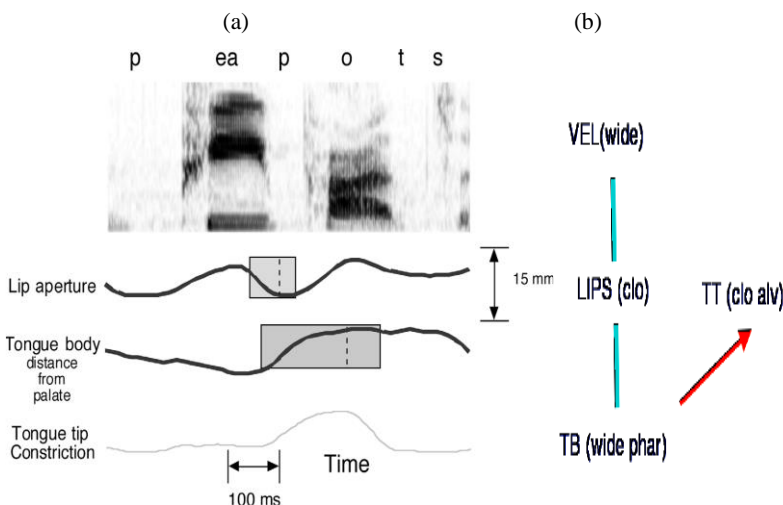 (a)
p ea p o t s
Lip aperture
15 mm
Tongue body
distance
from
palate
Tongue tip
Constriction
Time
100 ms
(b)
VEL(wide)
LIPS (clo)
TT (clo alv)
TB (wide phar)